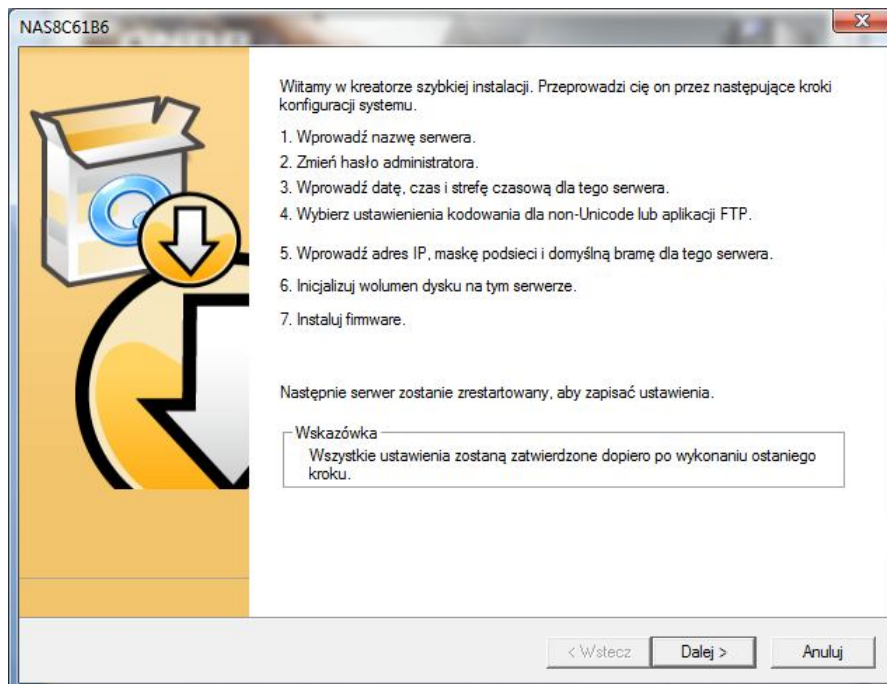 NAS8C61B6
Witamy w kreatorze szybkiej instalacji. Przeprowadzi cię on przez następujące kroki
konfiguracji systemu.
1. Wprowadź nazwę serwera.
2. Zmień hasło administratora.
3. Wprowadź datę, czas i strefę czasową dla tego serwera.
4. Wybierz ustawienienia kodowania dla non-Unicode lub aplikacji FTP.
5. Wprowadź adres IP, maskę podsieci i domyślną bramę dla tego serwera.
6. Inicjalizuj wolumen dysku na tym serwerze.
7. Instaluj firmware.
Następnie serwer zostanie zrestartowany, aby zapisać ustawienia.
Wskazówka
Wszystkie ustawienia zostaną zatwierdzone dopiero po wykonaniu ostaniego
kroku.
< Wstecz
Dalej >
Anuluj